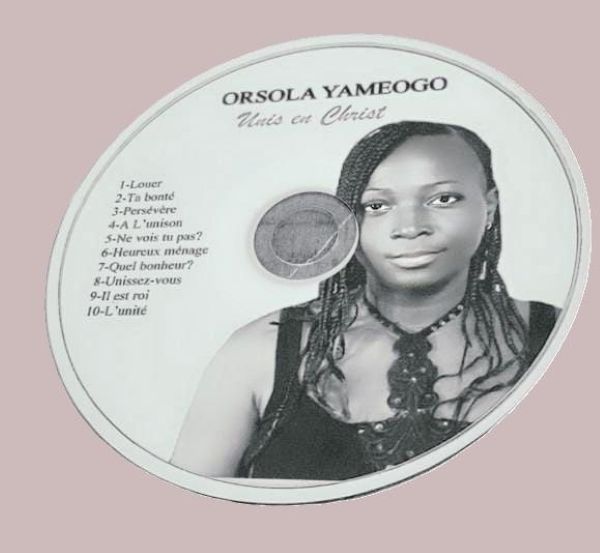 ORSOLA YAMEOGO
Unis en Christ
1-Louer
2-Ta bonté
3-Persévère
4-A L'unison
5-Ne vois tu pas?
6-Heureux ménage
7-Quel bonheur?
8-Unissez-vous
9-Il est roi
10-L'unité